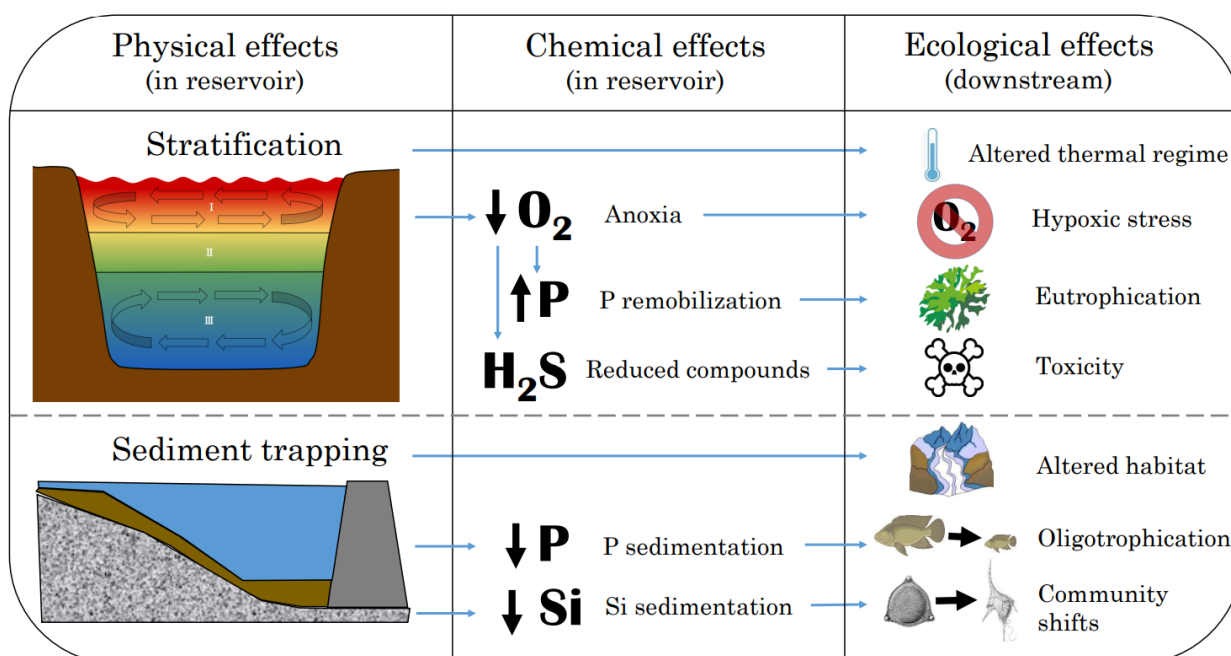 Physical effects
(in reservoir)
Chemical effects
(in reservoir)
Ecological effects
(downstream)
Stratification
I
II
III
O₂
Anoxia
P
P remobilization
H₂S
Reduced compounds
Altered thermal regime
O₂
Hypoxic stress
Eutrophication
Toxicity
Sediment trapping
P
P sedimentation
Si
Si sedimentation
Altered habitat
Oligotrophication
Community
shifts